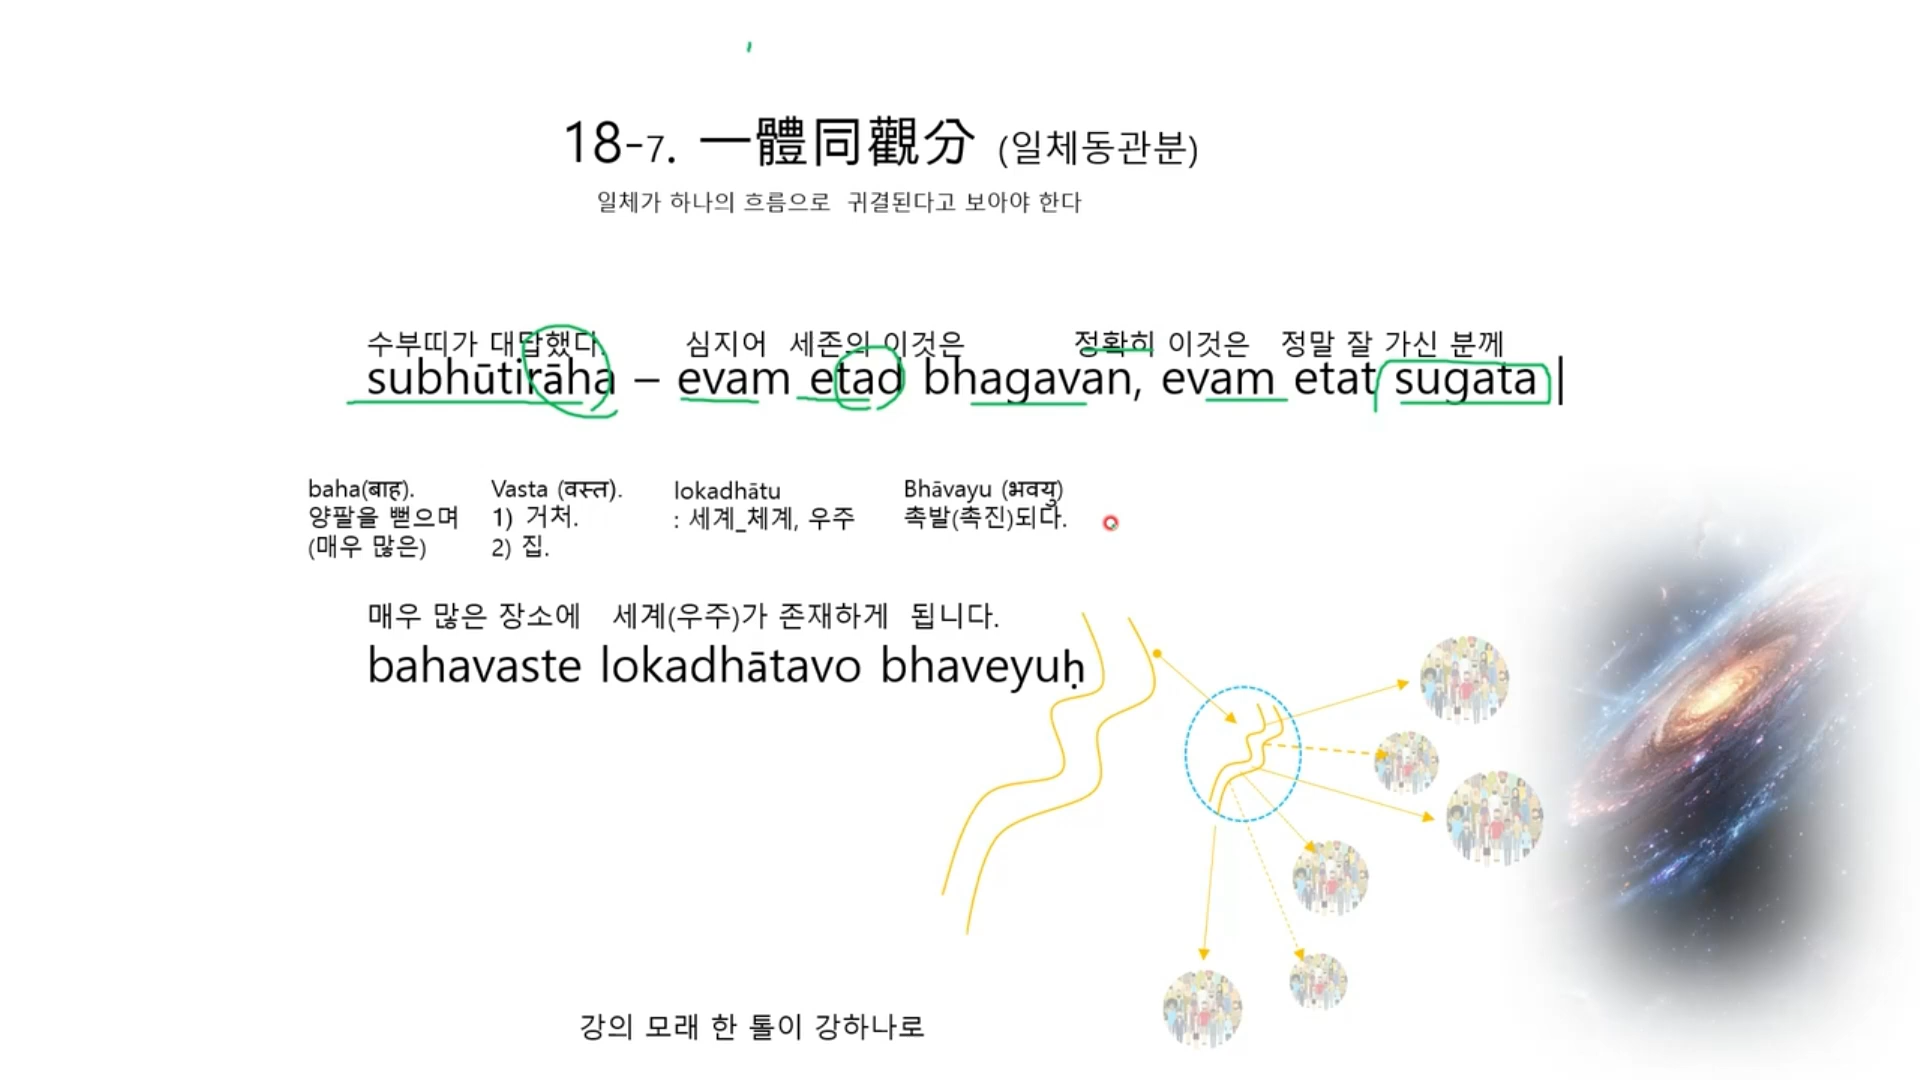 18-7. 一體同觀分 (일체동관분)
일체가 하나의 흐름으로 귀결된다고 보아야 한다
수부띠가 대답했다. 심지어 세존의 이것은 정확히 이것은 정말 잘 가신 분께
subhūtirāha – evam etad bhagavan, evam etat sugata |
baha(बाह). Vasta (वस्त). lokadhātu Bhāvayu (भवयु)
양팔을 뻗으며 1) 거처. : 세계_체계, 우주 촉발(촉진)되다.
(매우 많은) 2) 집.
매우 많은 장소에 세계(우주)가 존재하게 됩니다.
bahavaste lokadhātavo bhaveyuḥ
강의 모래 한 톨이 강하나로